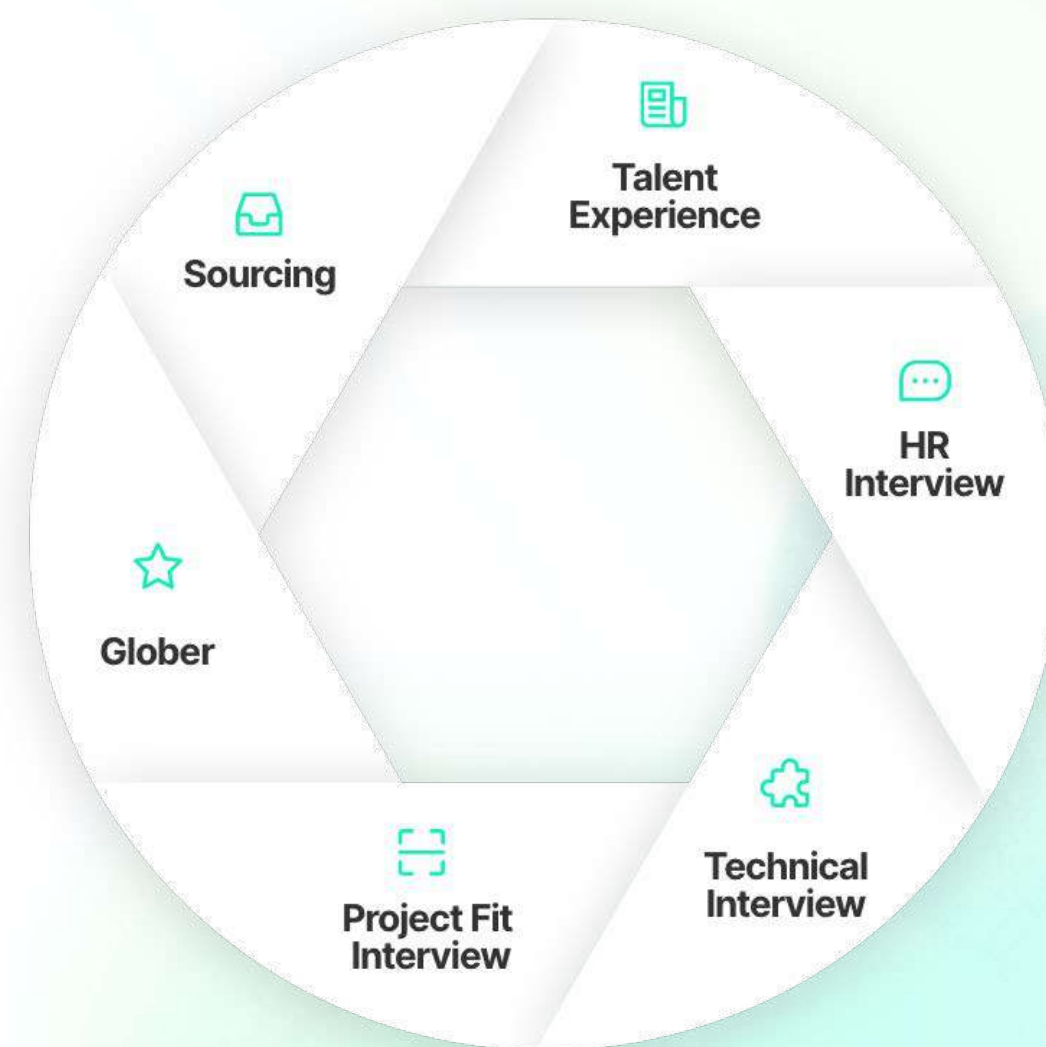 Talent
Experience
Sourcing
HR
Interview
Glober
Technical
Interview
Project Fit
Interview